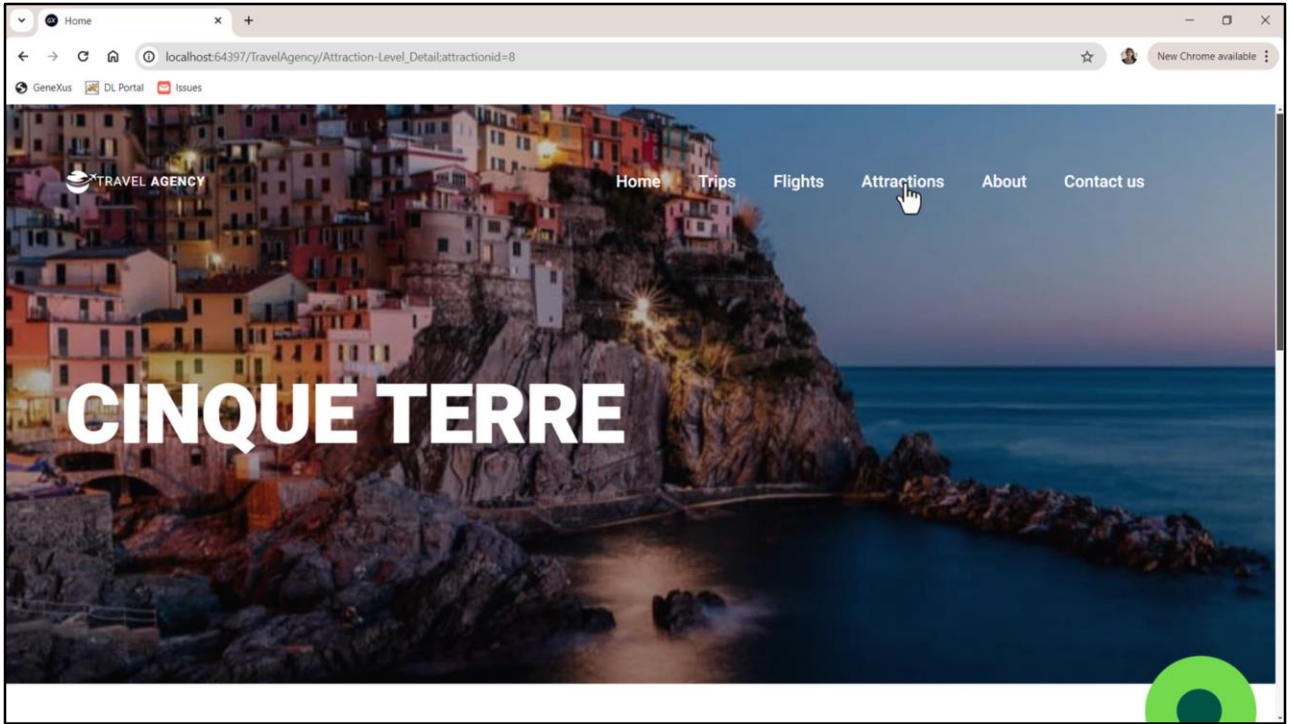 Home
New Chrome available
localhost:64397/TravelAgency/Attraction-Level_Detail;attractionid=8
GeneXus DL Portal Issues
TRAVEL AGENCY Home Trips Flights Attractions About Contact us
CINQUE TERRE